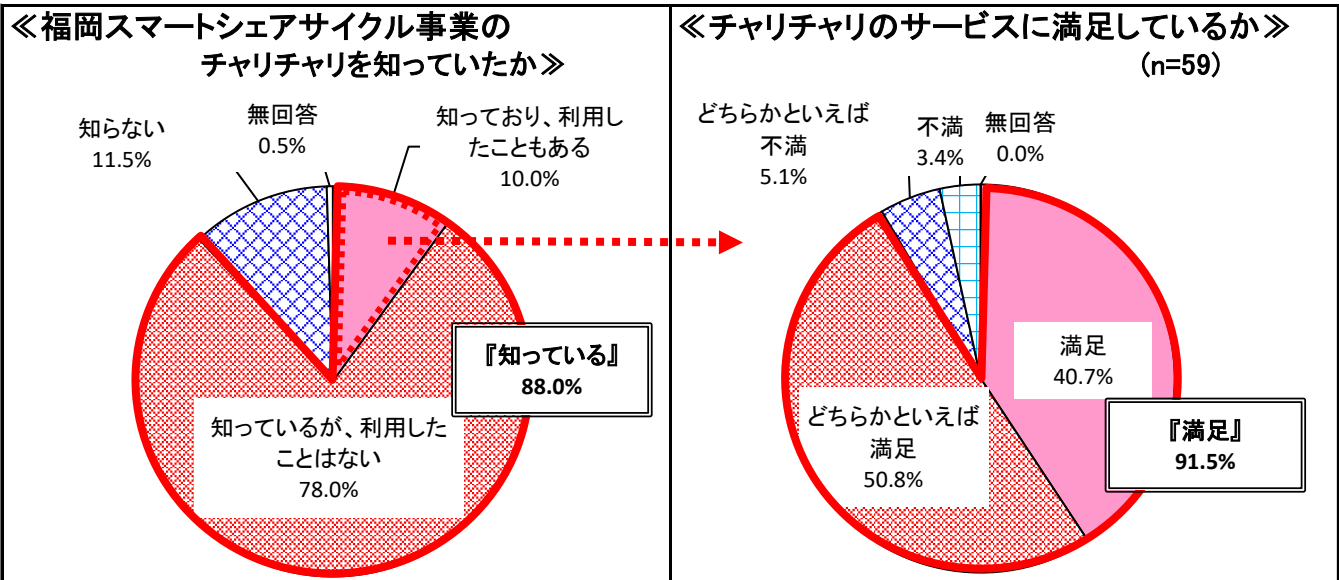 ≪福岡スマートシェアサイクル事業の
チャリチャリを知っていたか≫
知らない
11.5%
無回答
0.5%
知っており、利用し
たこともある
10.0%
『知っている』
88.0%
知っているが、利用した
ことはない
78.0%
≪チャリチャリのサービスに満足しているか≫
(n=59)
どちらかといえば
不満
5.1%
不満
3.4%
無回答
0.0%
満足
40.7%
『満足』
91.5%
どちらかといえば
満足
50.8%